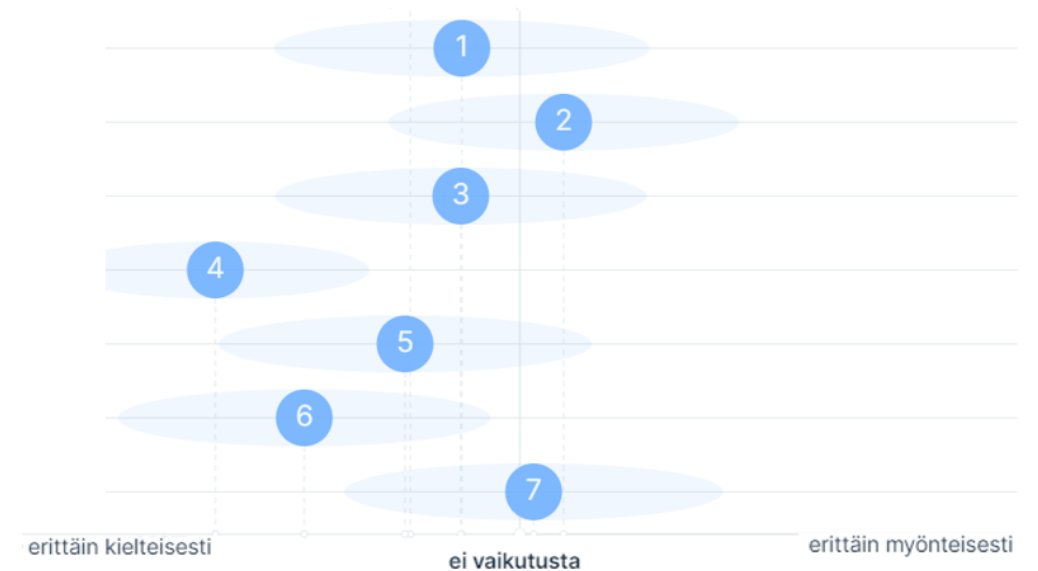 1
2
3
4
5
6
7
erittäin kielteisesti
ei vaikutusta
erittäin myönteisesti